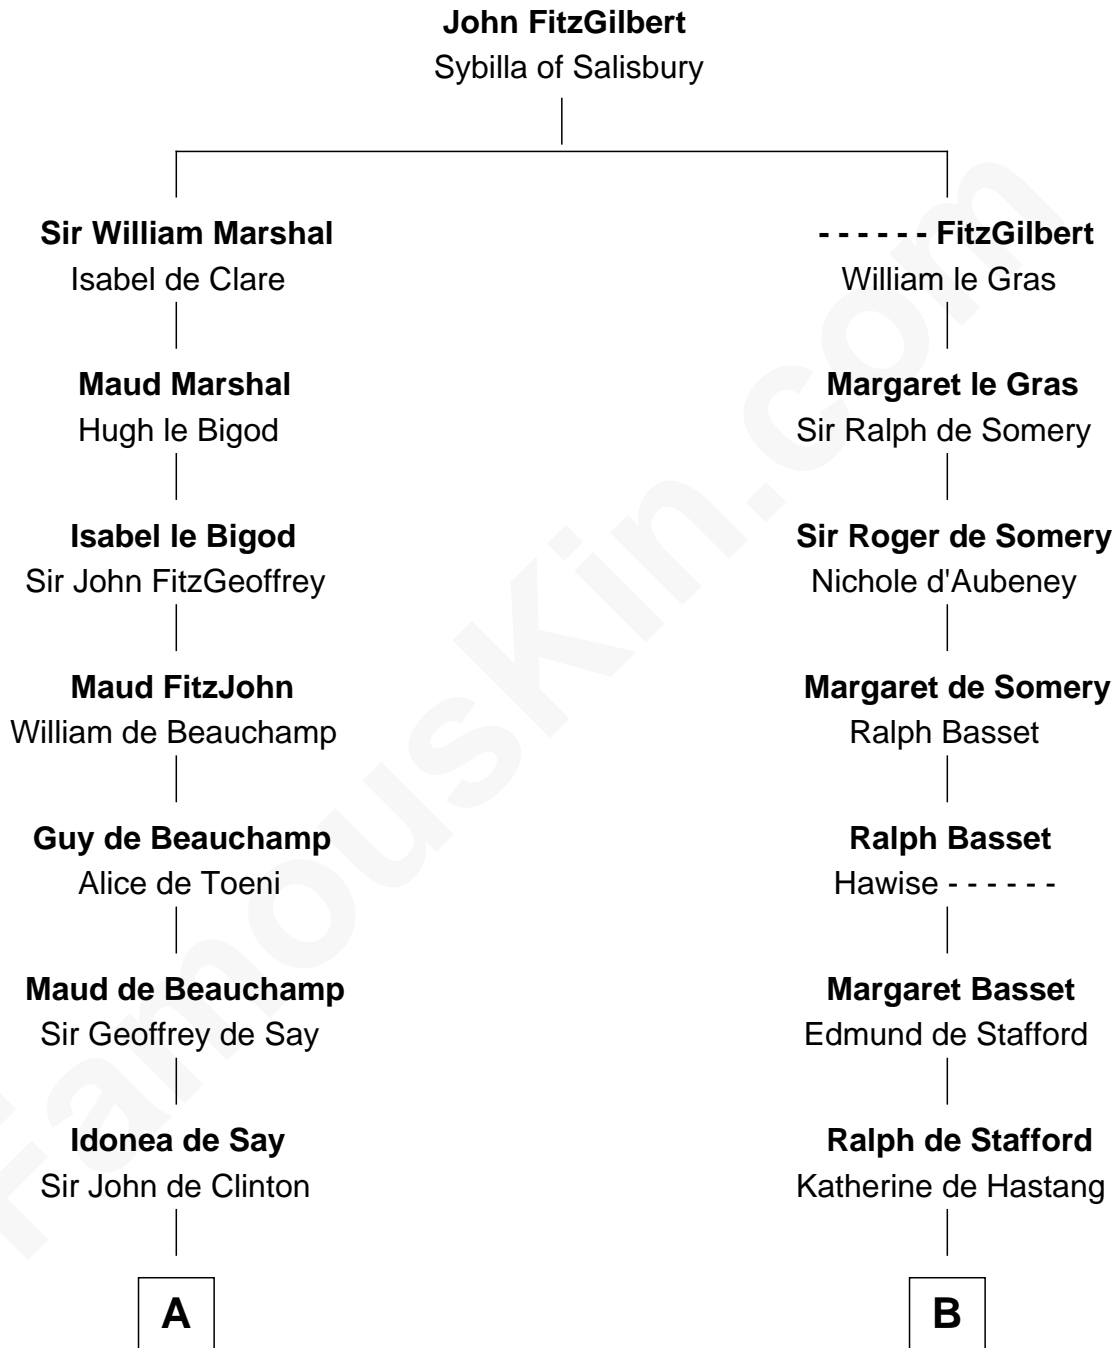 John FitzGilbert
Sybilla of Salisbury
Sir William Marshal
Isabel de Clare
- - - - - - FitzGilbert
William le Gras
Maud Marshal
Hugh le Bigod
Margaret le Gras
Sir Ralph de Somery
Isabel le Bigod
Sir John FitzGeoffrey
Sir Roger de Somery
Nichole d'Aubeney
Maud FitzJohn
William de Beauchamp
Margaret de Somery
Ralph Basset
Guy de Beauchamp
Alice de Toeni
Ralph Basset
Hawise - - - - - -
Maud de Beauchamp
Sir Geoffrey de Say
Margaret Basset
Edmund de Stafford
Idonea de Say
Sir John de Clinton
Ralph de Stafford
Katherine de Hastang
A
B
FamousKin.com